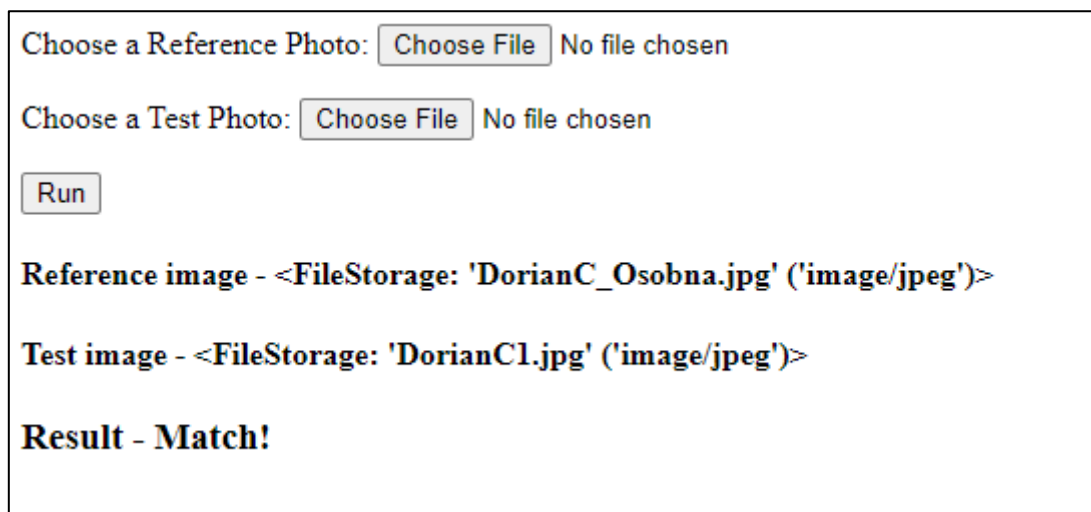 Choose a Reference Photo: Choose File No file chosen
Choose a Test Photo: Choose File No file chosen
Run
Reference image - <FileStorage: 'DorianC_Osobna.jpg' ('image/jpeg')>
Test image - <FileStorage: 'DorianC1.jpg' ('image/jpeg')>
Result - Match!